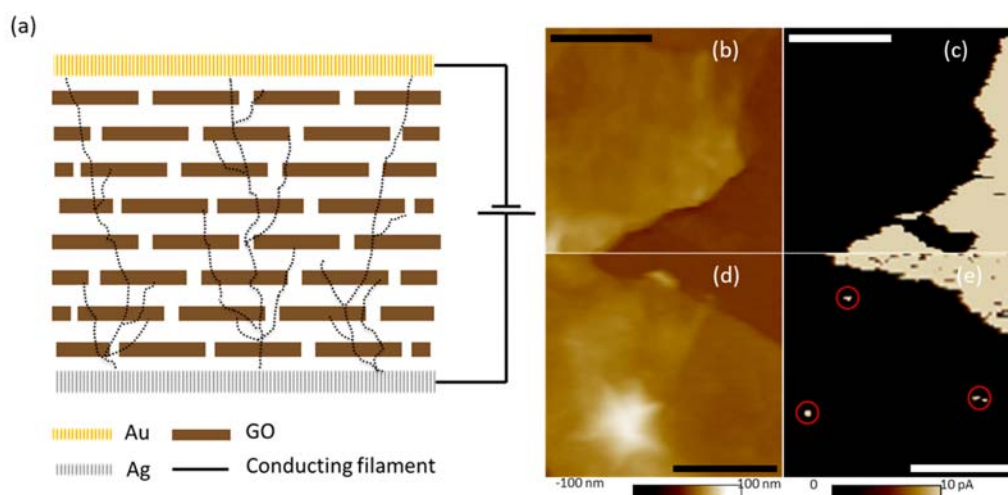 (a)
(b)
(c)
(d)
(e)
Au
GO
Ag
Conducting filament
-100 nm
100 nm
0
10 pA